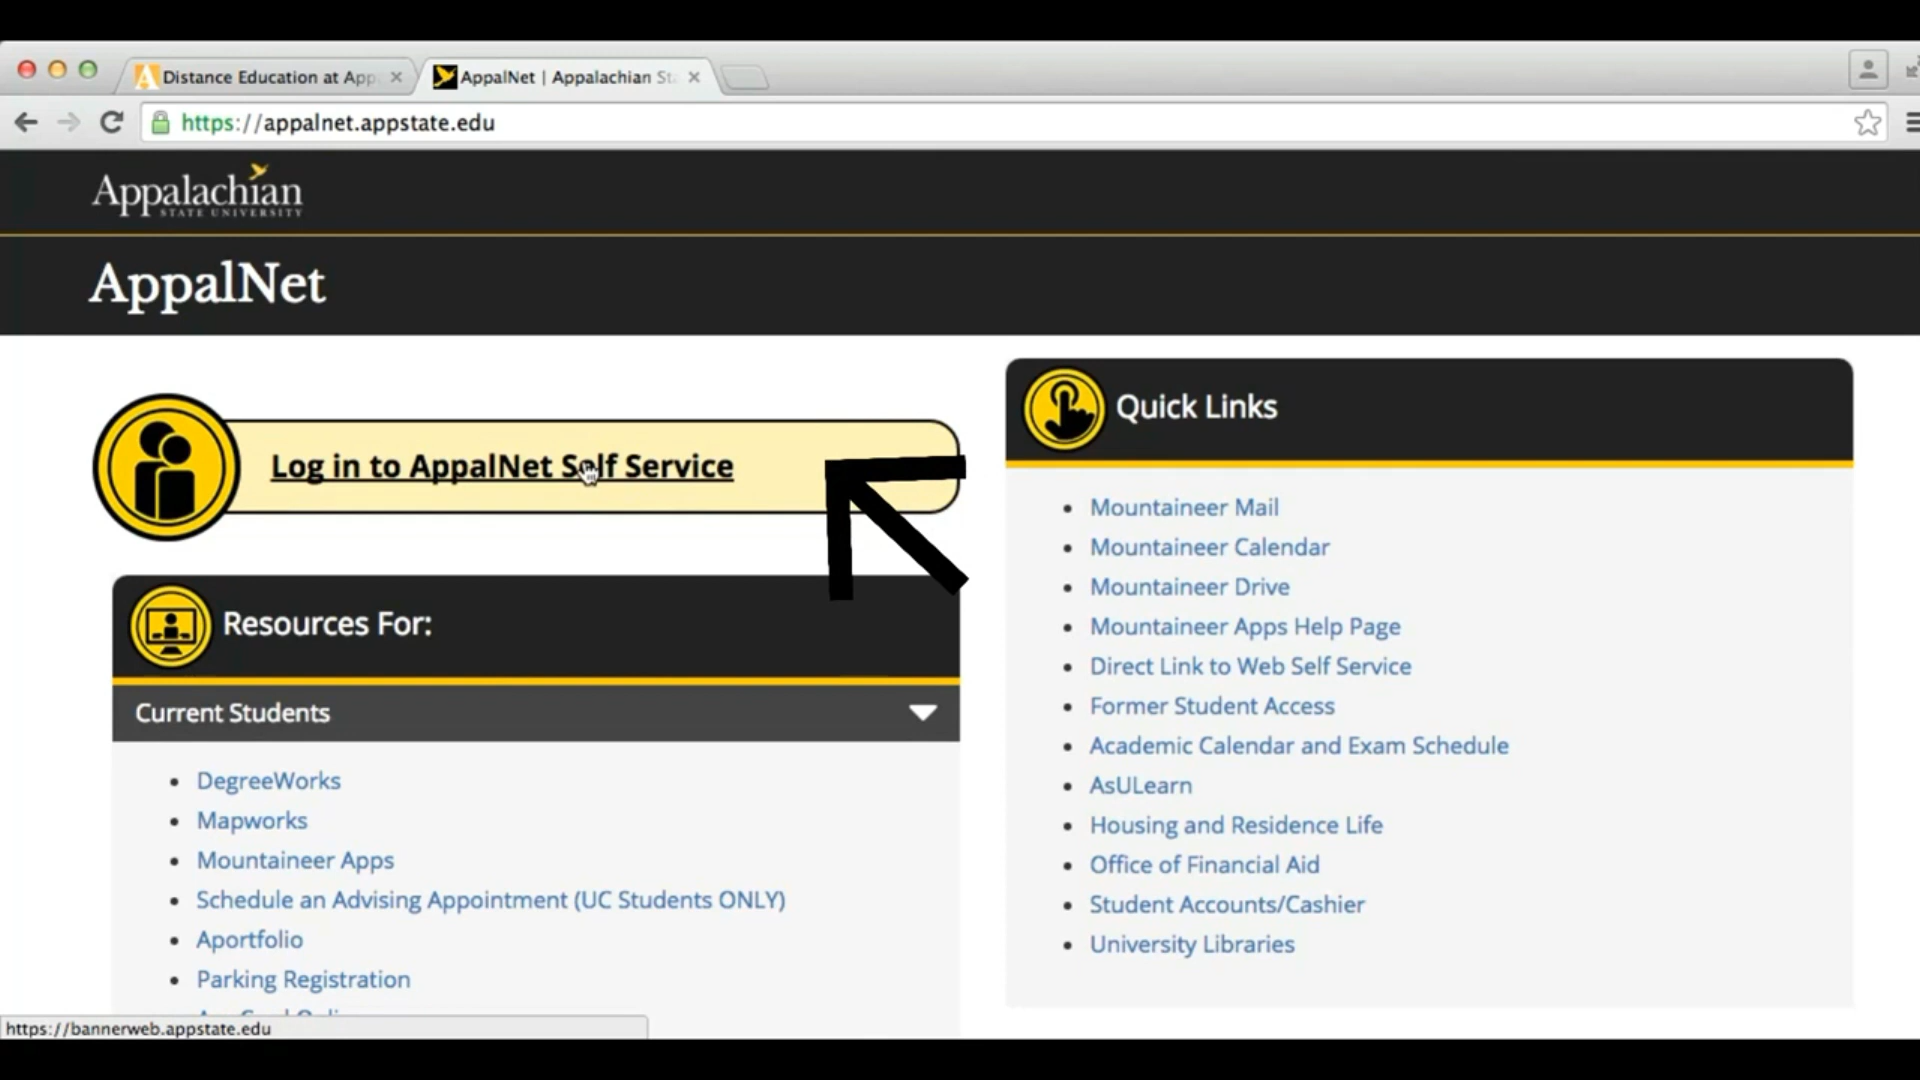 Distance Education at App
AppalNet | Appalachian St
https://appalnet.appstate.edu
Appalachian
STATE UNIVERSITY
AppalNet
Log in to AppalNet Self Service
Resources For:
Current Students
DegreeWorks
Mapworks
Mountaineer Apps
Schedule an Advising Appointment (UC Students ONLY)
Aportfolio
Parking Registration
https://bannerweb.appstate.edu
Quick Links
Mountaineer Mail
Mountaineer Calendar
Mountaineer Drive
Mountaineer Apps Help Page
Direct Link to Web Self Service
Former Student Access
Academic Calendar and Exam Schedule
AsULearn
Housing and Residence Life
Office of Financial Aid
Student Accounts/Cashier
University Libraries